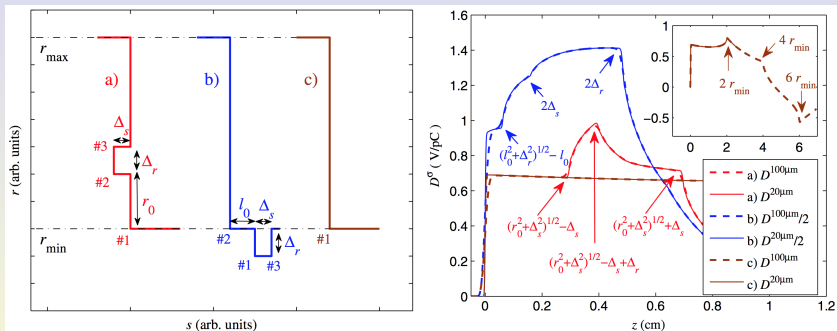 r_max
a)
b)
c)
Δ_s
#3
Δ_r
#2
r_0
l_0
Δ_s
r_min
#1
#2
Δ_r
#1
#3
#1
r (arb. units)
s (arb. units)
D^σ ( V/pC)
1.6
1.4
1.2
1.0
0.8
0.6
0.4
0.2
0
0
0.2
0.4
0.6
0.8
1.0
1.2
z (cm)
2Δ_s
2Δ_r
(l_0^2+Δ_r^2)^{1/2}−l_0
(r_0^2+Δ_s^2)^{1/2}−Δ_s
(r_0^2+Δ_s^2)^{1/2}+Δ_s
(r_0^2+Δ_s^2)^{1/2}−Δ_s+Δ_r
1
0.5
0
−0.5
0
2
4
6
4 r_min
2 r_min
6 r_min
a) D^{100μm}
a) D^{20μm}
b) D^{100μm}/2
b) D^{20μm}/2
c) D^{100μm}
c) D^{20μm}